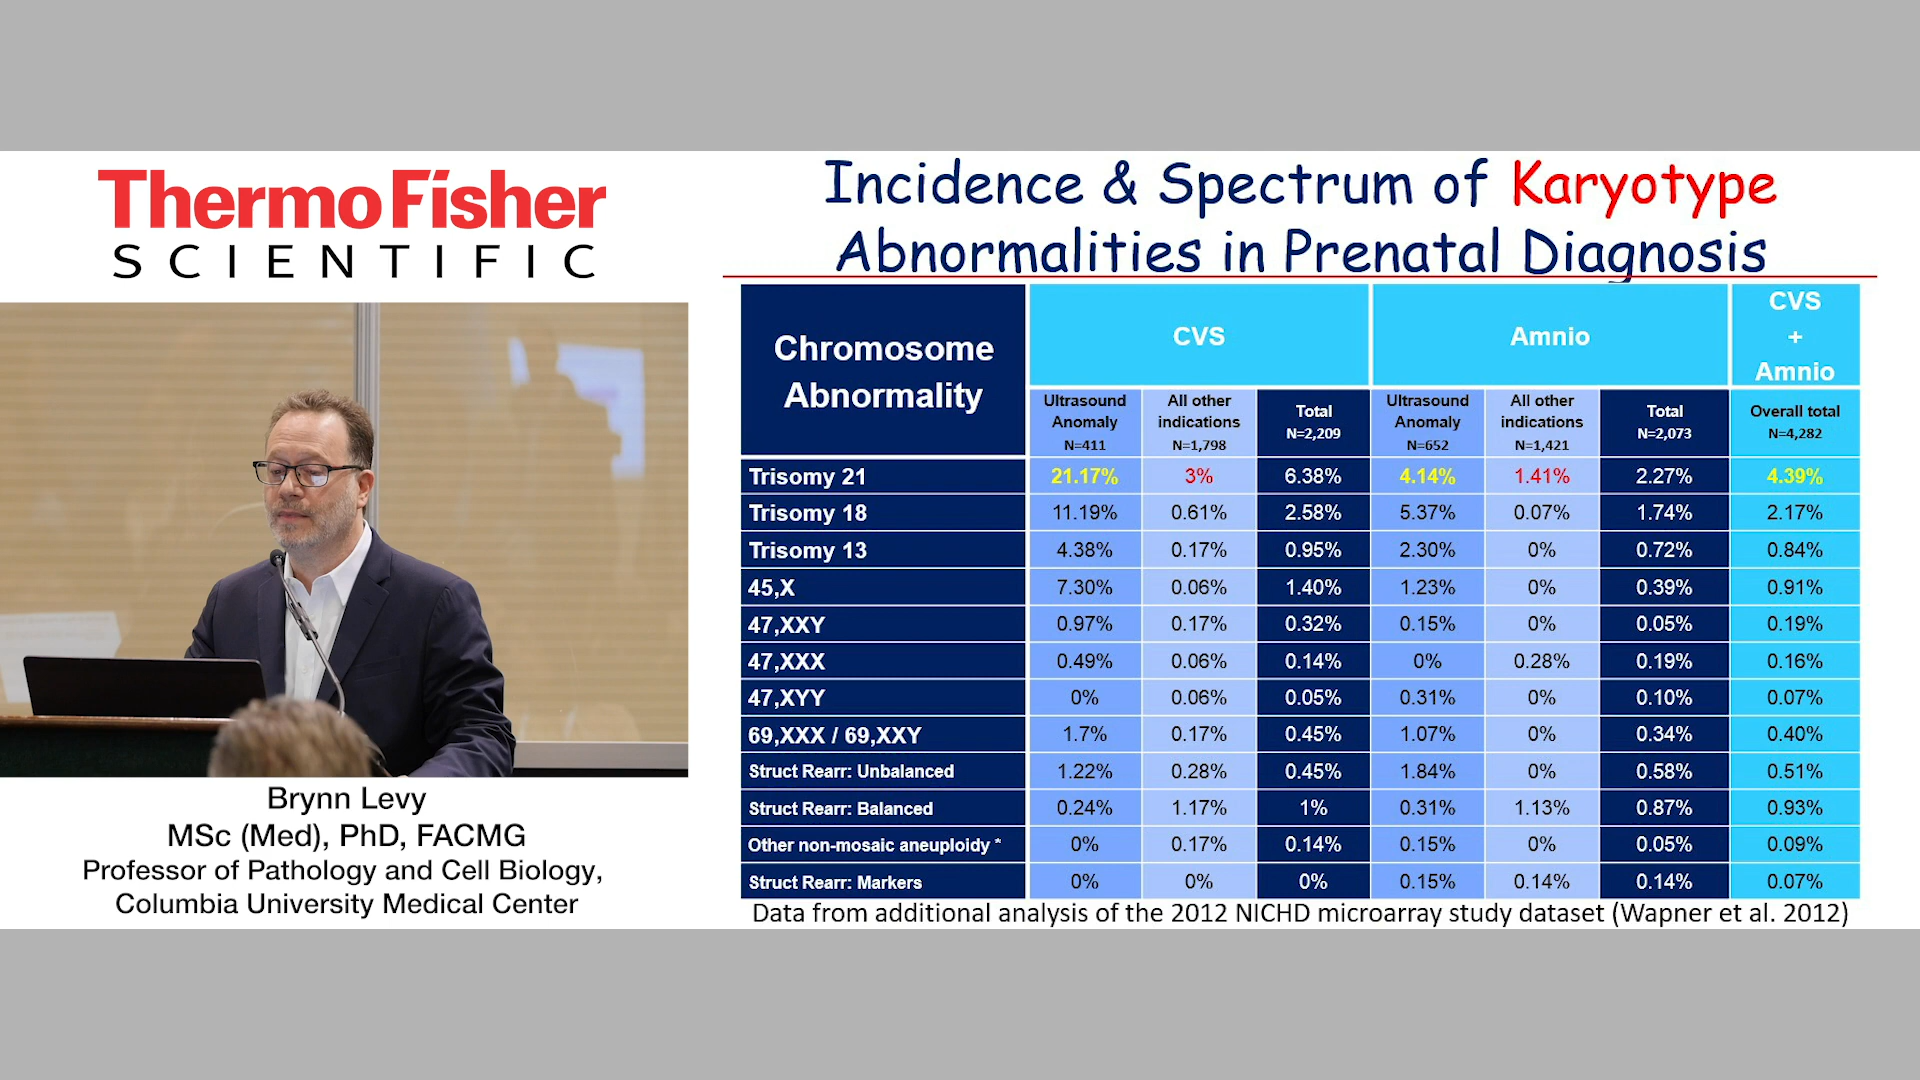 ThermoFisher
SCIENTIFIC
Brynn Levy
MSc (Med), PhD, FACMG
Professor of Pathology and Cell Biology,
Columbia University Medical Center
Incidence & Spectrum of Karyotype
Abnormalities in Prenatal Diagnosis
Chromosome Abnormality CVS Amnio CVS + Amnio
Ultrasound Anomaly N=411 All other indications N=1,798 Total N=2,209 Ultrasound Anomaly N=652 All other indications N=1,421 Total N=2,073 Overall total N=4,282
Trisomy 21 21.17% 3% 6.38% 4.14% 1.41% 2.27% 4.39%
Trisomy 18 11.19% 0.61% 2.58% 5.37% 0.07% 1.74% 2.17%
Trisomy 13 4.38% 0.17% 0.95% 2.30% 0% 0.72% 0.84%
45,X 7.30% 0.06% 1.40% 1.23% 0% 0.39% 0.91%
47,XXY 0.97% 0.17% 0.32% 0.15% 0% 0.05% 0.19%
47,XXX 0.49% 0.06% 0.14% 0% 0.28% 0.19% 0.16%
47,XYY 0% 0.06% 0.05% 0.31% 0% 0.10% 0.07%
69,XXX / 69,XXY 1.7% 0.17% 0.45% 1.07% 0% 0.34% 0.40%
Struct Rearr: Unbalanced 1.22% 0.28% 0.45% 1.84% 0% 0.58% 0.51%
Struct Rearr: Balanced 0.24% 1.17% 1% 0.31% 1.13% 0.87% 0.93%
Other non-mosaic aneuploidy * 0% 0.17% 0.14% 0.15% 0% 0.05% 0.09%
Struct Rearr: Markers 0% 0% 0% 0.15% 0.14% 0.14% 0.07%
Data from additional analysis of the 2012 NICHD microarray study dataset (Wapner et al. 2012)